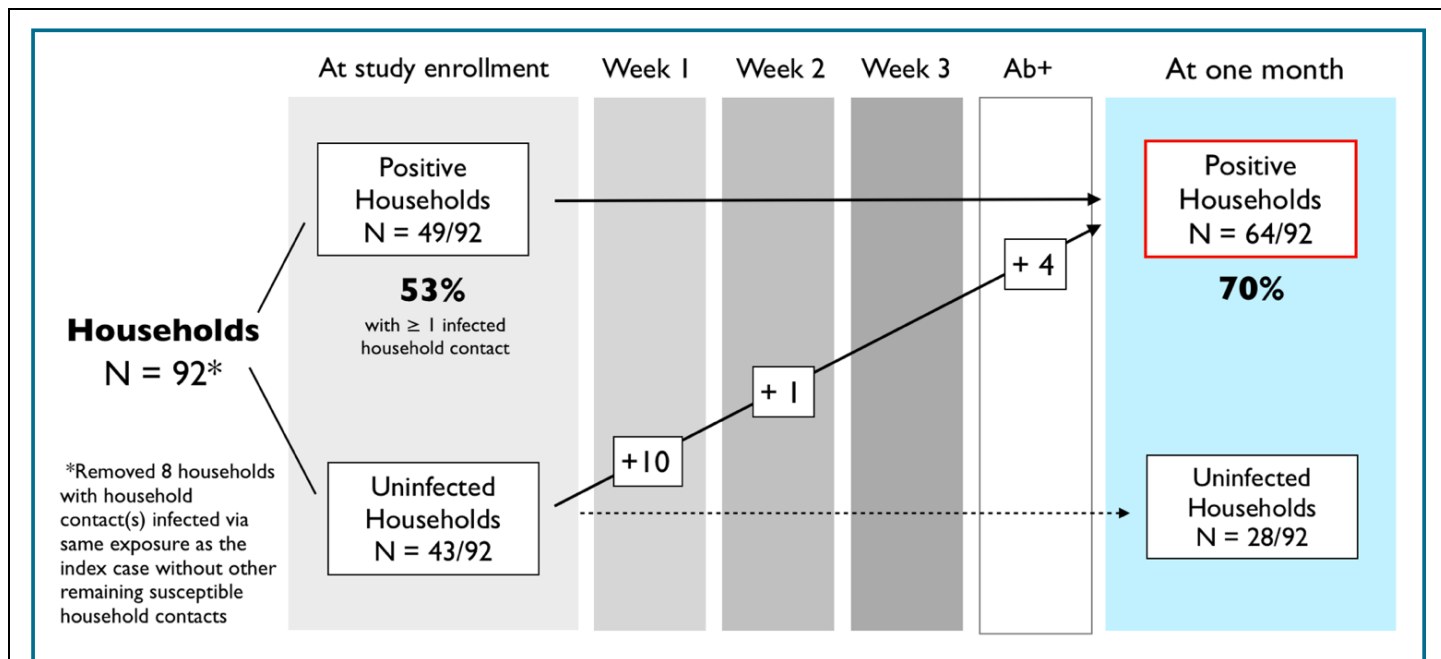 At study enrollment
Week 1
Week 2
Week 3
Ab+
At one month
Positive
Households
N = 49/92
53%
with ≥ 1 infected
household contact
Households
N = 92*
*Removed 8 households
with household
contact(s) infected via
same exposure as the
index case without other
remaining susceptible
household contacts
Uninfected
Households
N = 43/92
+10
+ 1
+ 4
Positive
Households
N = 64/92
70%
Uninfected
Households
N = 28/92